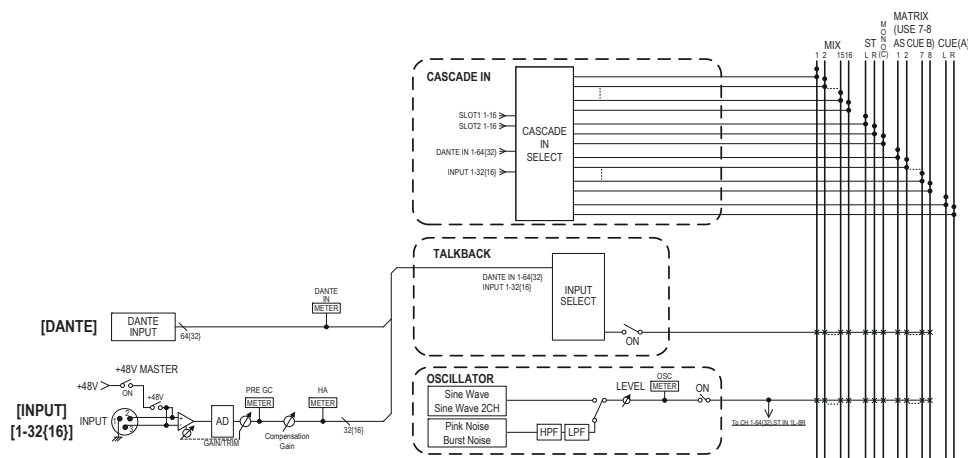 MATRIX
(USE 7-8
AS CUE B)
MIX
ST
MONO(C)
CUE(A)
1 2 15 16 L R 1 2 7 8 L R
CASCADE IN
SLOT1 1-16
SLOT2 1-16
DANTE IN 1-64{32}
INPUT 1-32{16}
CASCADE
IN
SELECT
TALKBACK
DANTE IN 1-64{32}
INPUT 1-32{16}
INPUT
SELECT
ON
[DANTE]
DANTE
INPUT
64{32}
DANTE
IN
METER
+48V MASTER
+48V
ON
+48V
[INPUT]
[1-32{16}]
INPUT
1
2
3
+
-
AD
GAIN/TRIM
PRE GC
METER
Compensation
Gain
HA
METER
32{16}
OSCILLATOR
Sine Wave
Sine Wave 2CH
Pink Noise
Burst Noise
HPF
LPF
LEVEL
OSC
METER
ON
To CH 1-64{32},ST IN 1L-8R